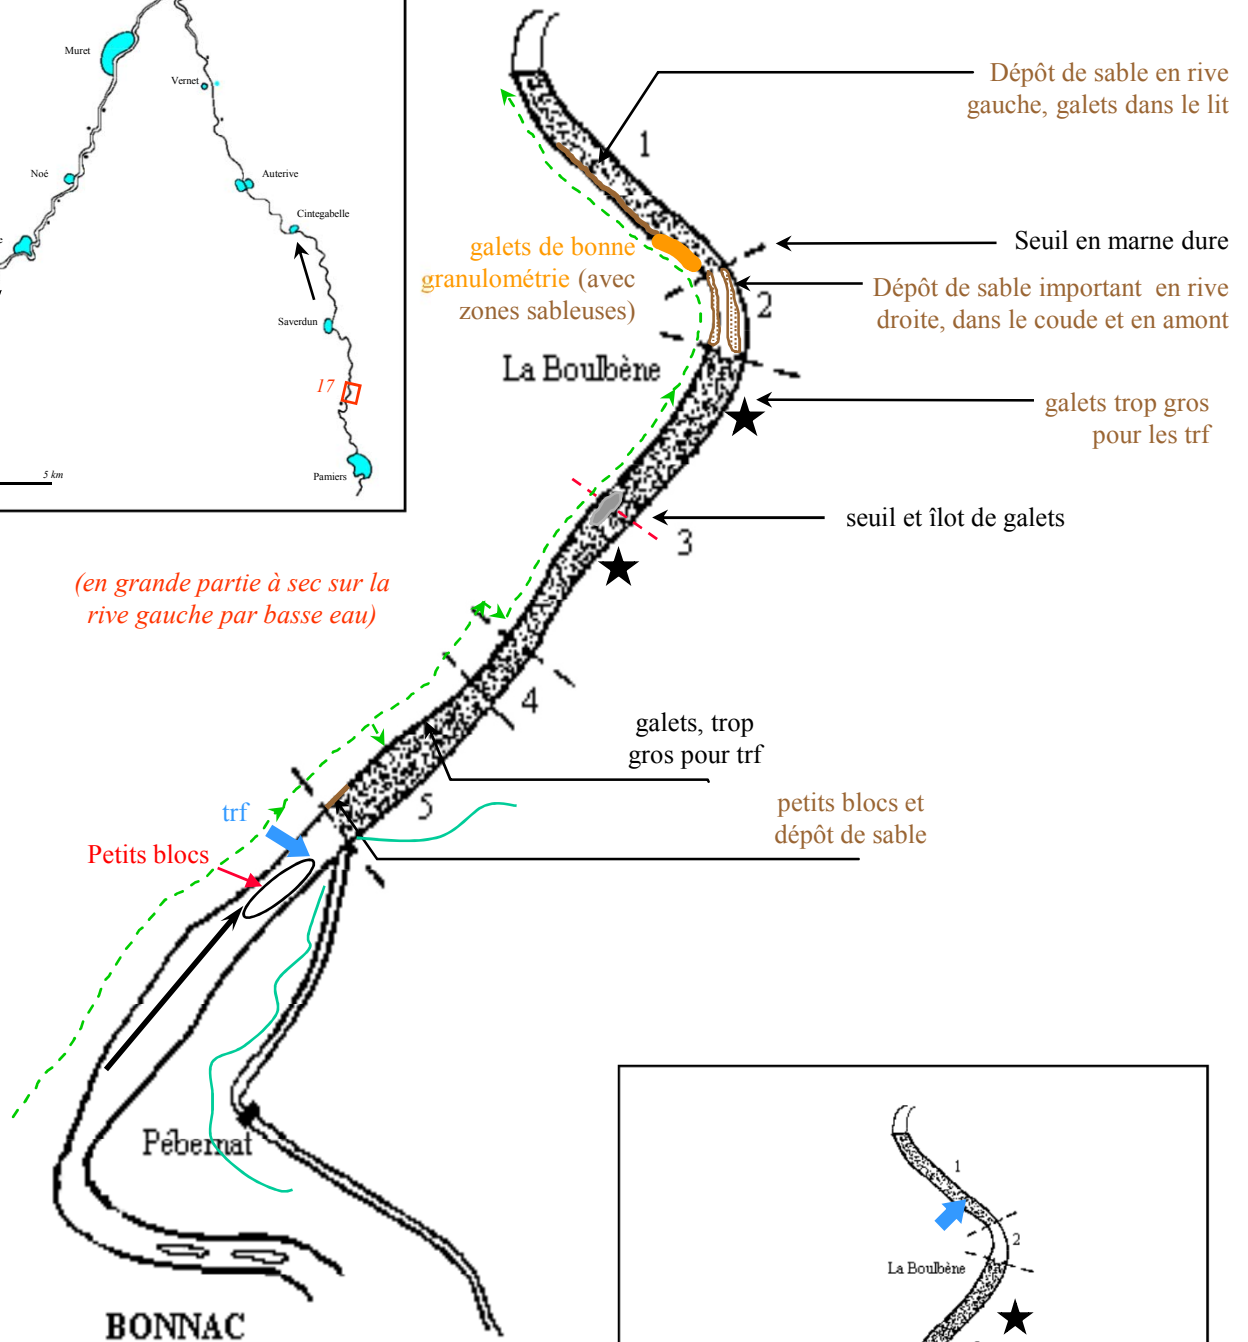 Muret
Vernet
Noé
Auterive
Cintegabelle
e
Saverdun
17
Pamiers
5 km
Dépôt de sable en rive
gauche, galets dans le lit
1
galets de bonne
granulométrie (avec
zones sableuses)
Seuil en marne dure
Dépôt de sable important en rive
droite, dans le coude et en amont
2
La Boulbène
galets trop gros
pour les trf
seuil et îlot de galets
3
(en grande partie à sec sur la
rive gauche par basse eau)
4
galets, trop
gros pour trf
5
petits blocs et
dépôt de sable
trf
Petits blocs
Pébernat
BONNAC
1
2
La Boulbène